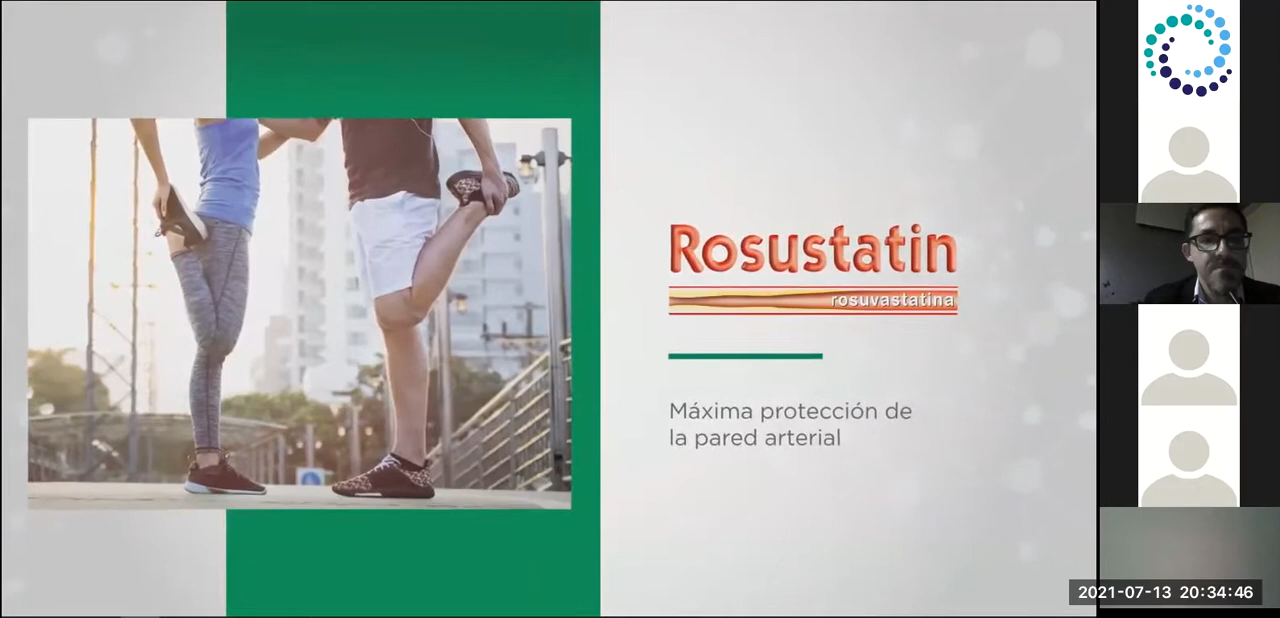 Rosustatin
rosuvastatina
Máxima protección de
la pared arterial
2021-07-13 20:34:46